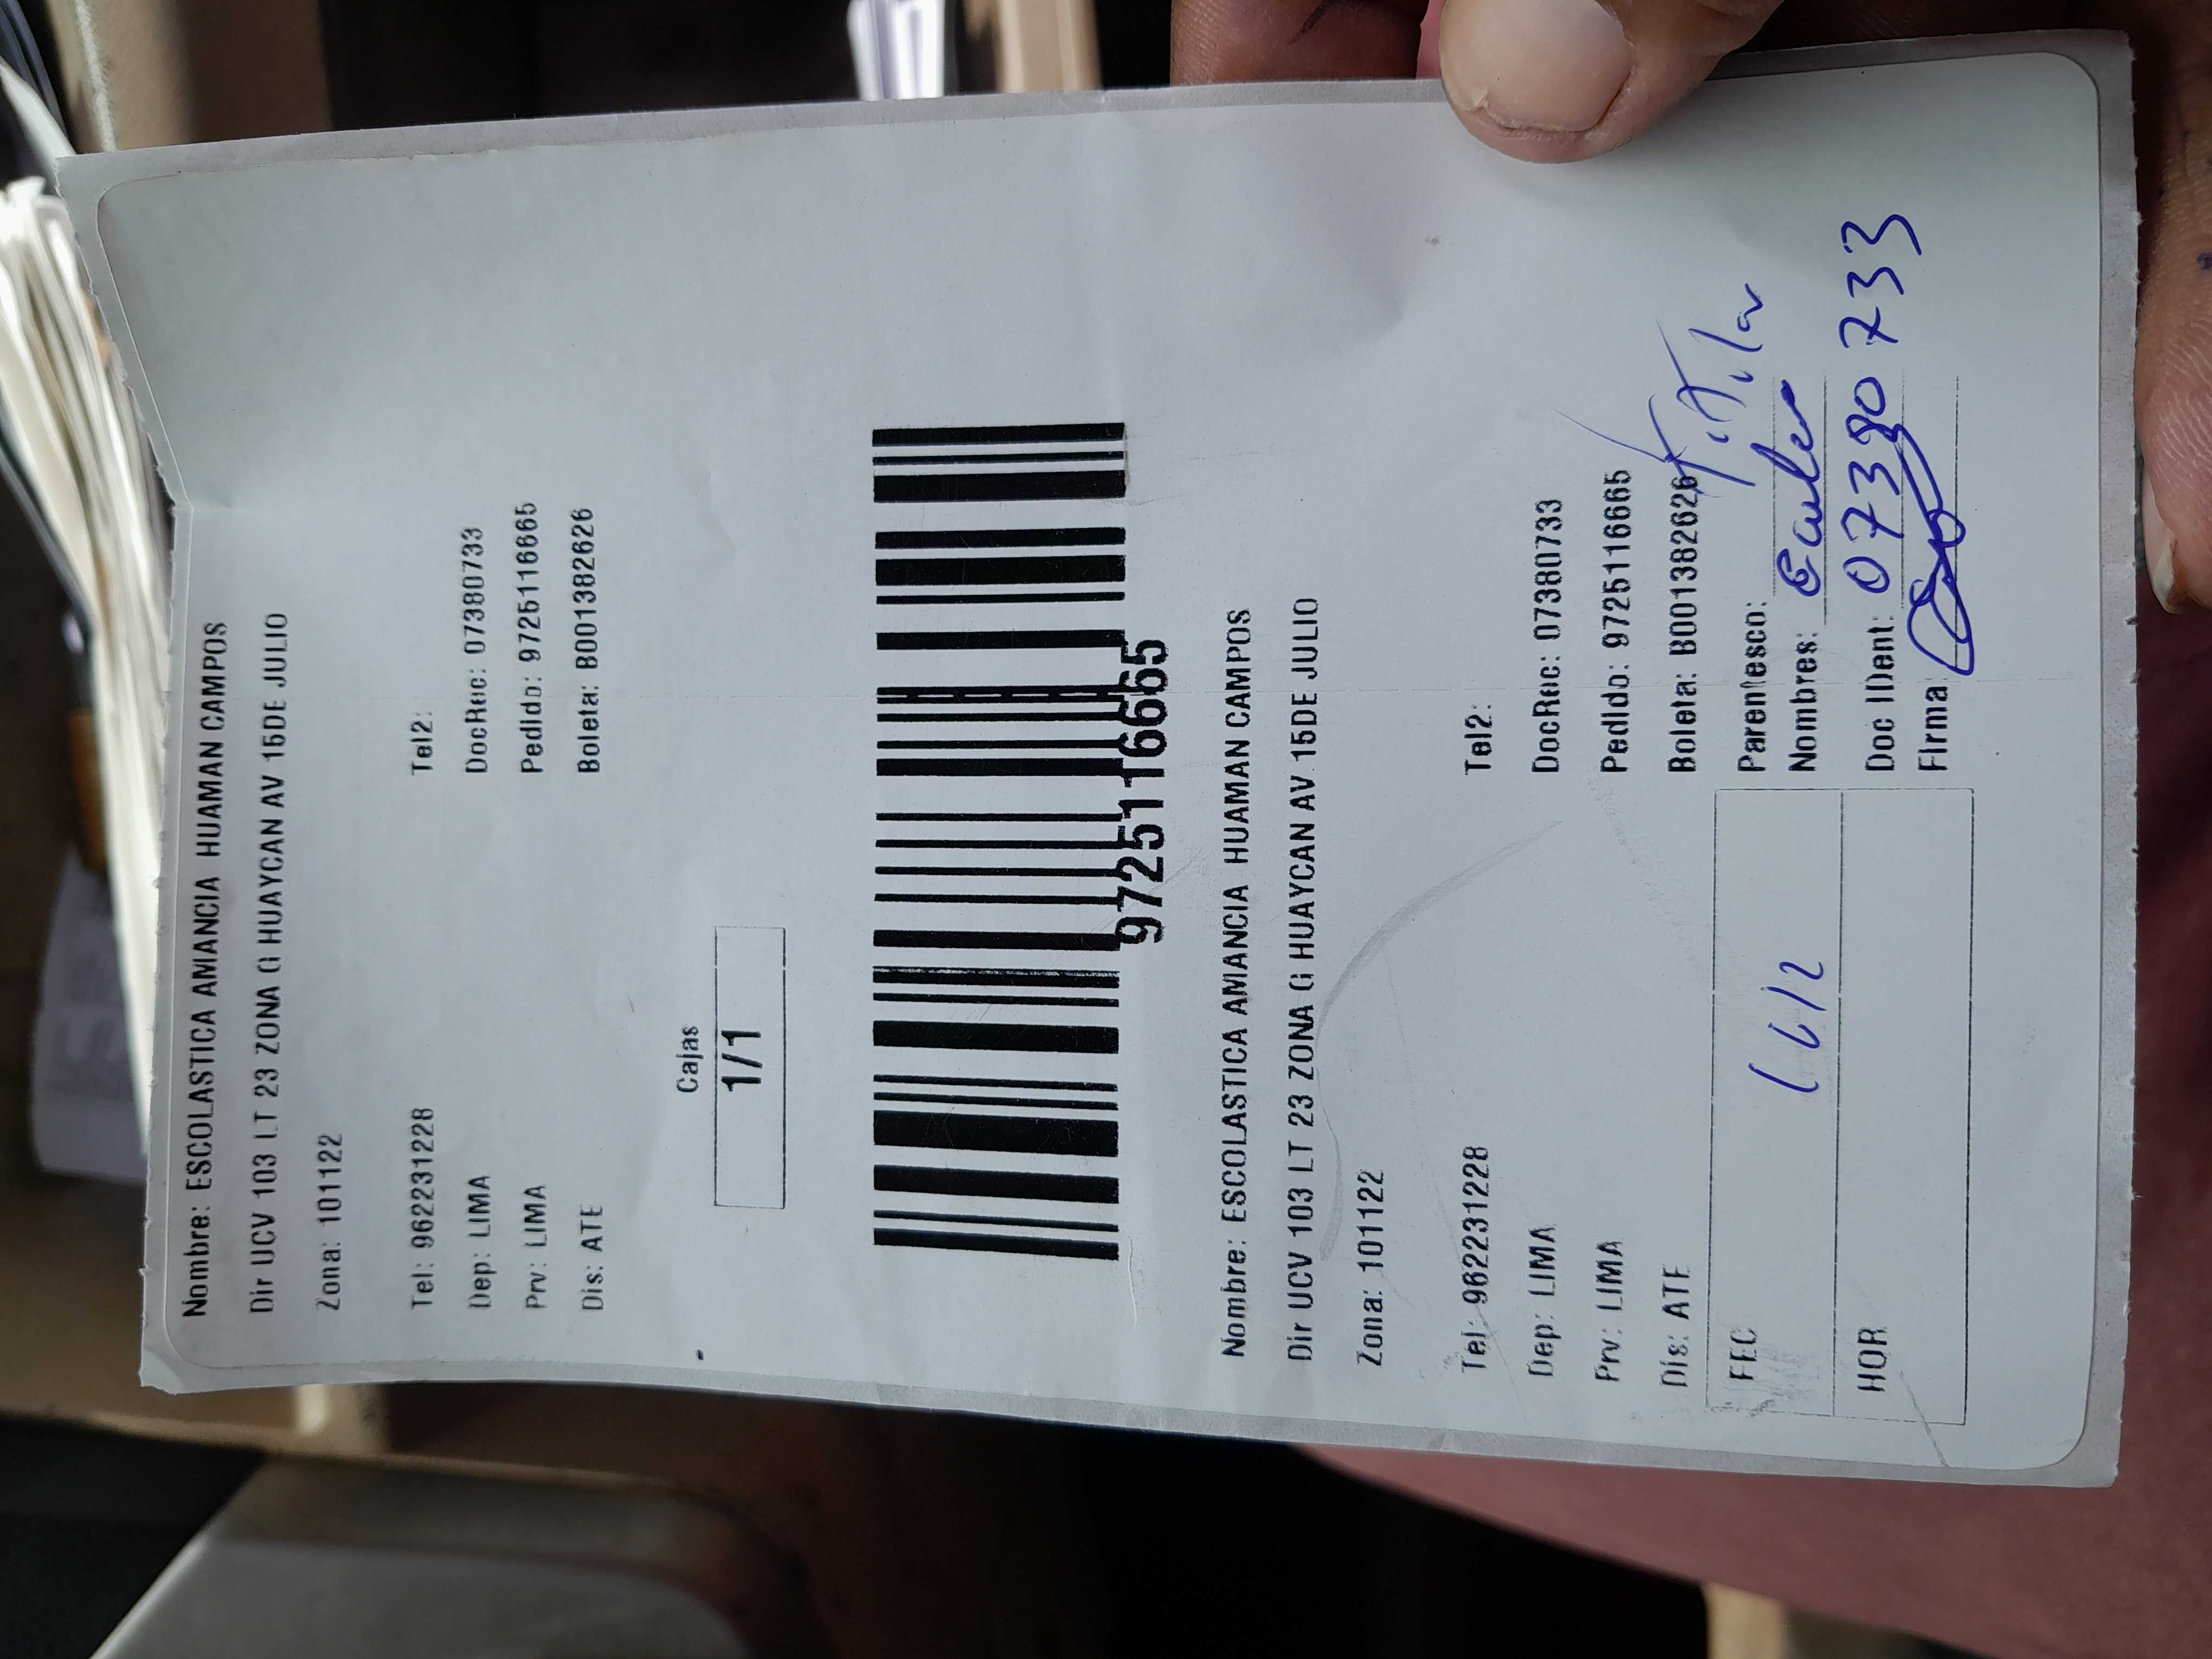 Nombre: ESCOLASTICA AMANCIA HUAMAN CAMPOS
Dir UCV 103 LT 23 ZONA G HUAYCAN AV 15DE JULIO
Zona: 101122
Tel: 962231228 Tel2:
Dep: LIMA DocRec: 07380733
Prv: LIMA PedIdo: 9725116665
Dis: ATE Boleta: B001382626
Cajas
1/1
9725116665
Nombre: ESCOLASTICA AMANCIA HUAMAN CAMPOS
Dir UCV 103 LT 23 ZONA G HUAYCAN AV 15DE JULIO
Zona: 101122
Tel: 962231228 Tel2:
Dep: LIMA DocRec: 07380733
Prv: LIMA PedIdo: 9725116665
Dis: ATE Boleta: B001382626
FEC Parentesco: Titular
Nombres:
HOR Doc IDent: 07380733
FIrma: